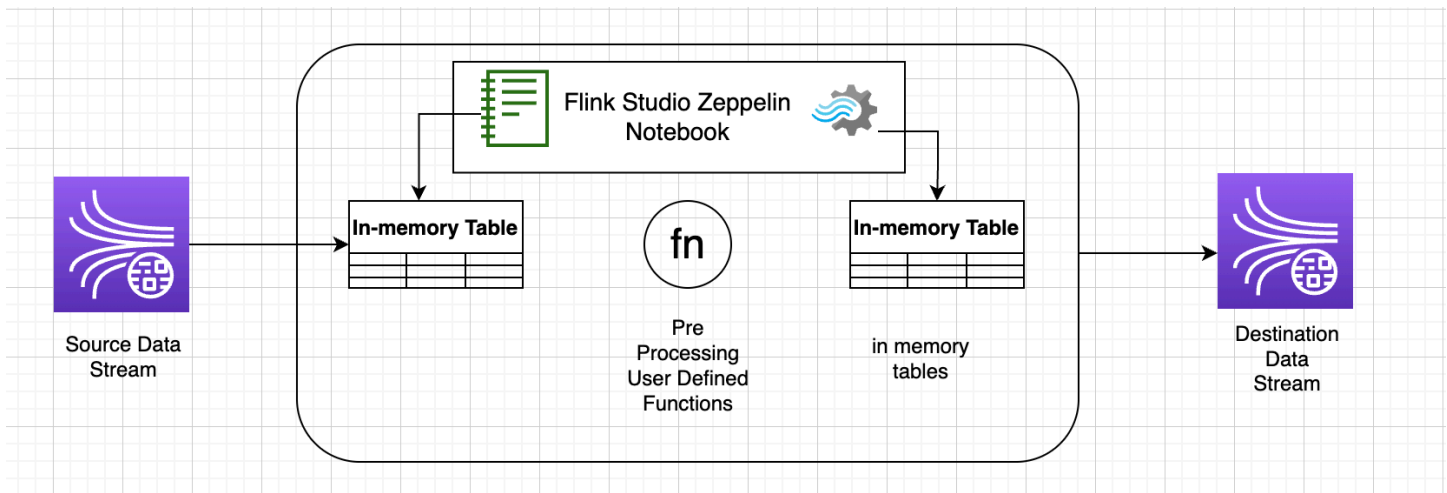 Flink Studio Zeppelin
Notebook
In-memory Table
fn
In-memory Table
Source Data
Stream
Pre
Processing
User Defined
Functions
in memory
tables
Destination
Data
Stream